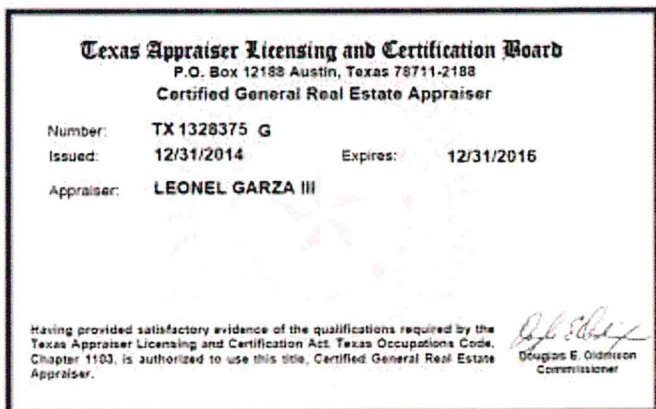 Texas Appraiser Licensing and Certification Board
P.O. Box 12188 Austin, Texas 78711-2188
Certified General Real Estate Appraiser
Number: TX 1328375 G
Issued: 12/31/2014 Expires: 12/31/2016
Appraiser: LEONEL GARZA III
Having provided satisfactory evidence of the qualifications required by the
Texas Appraiser Licensing and Certification Act, Texas Occupations Code,
Chapter 1103, is authorized to use this title, Certified General Real Estate
Appraiser.
Douglas E. Oldmixon
Commissioner